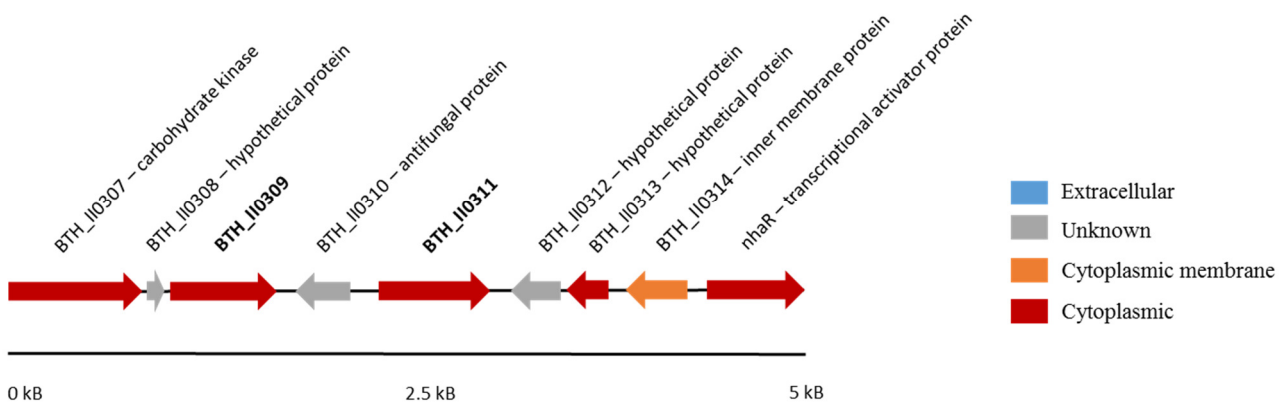 BTH_II0307 – carbohydrate kinase
BTH_II0308 – hypothetical protein
BTH_II0309
BTH_II0310 – antifungal protein
BTH_II0311
BTH_II0312 – hypothetical protein
BTH_II0313 – hypothetical protein
BTH_II0314 – inner membrane protein
nhaR – transcriptional activator protein
Extracellular
Unknown
Cytoplasmic membrane
Cytoplasmic
0 kB
2.5 kB
5 kB